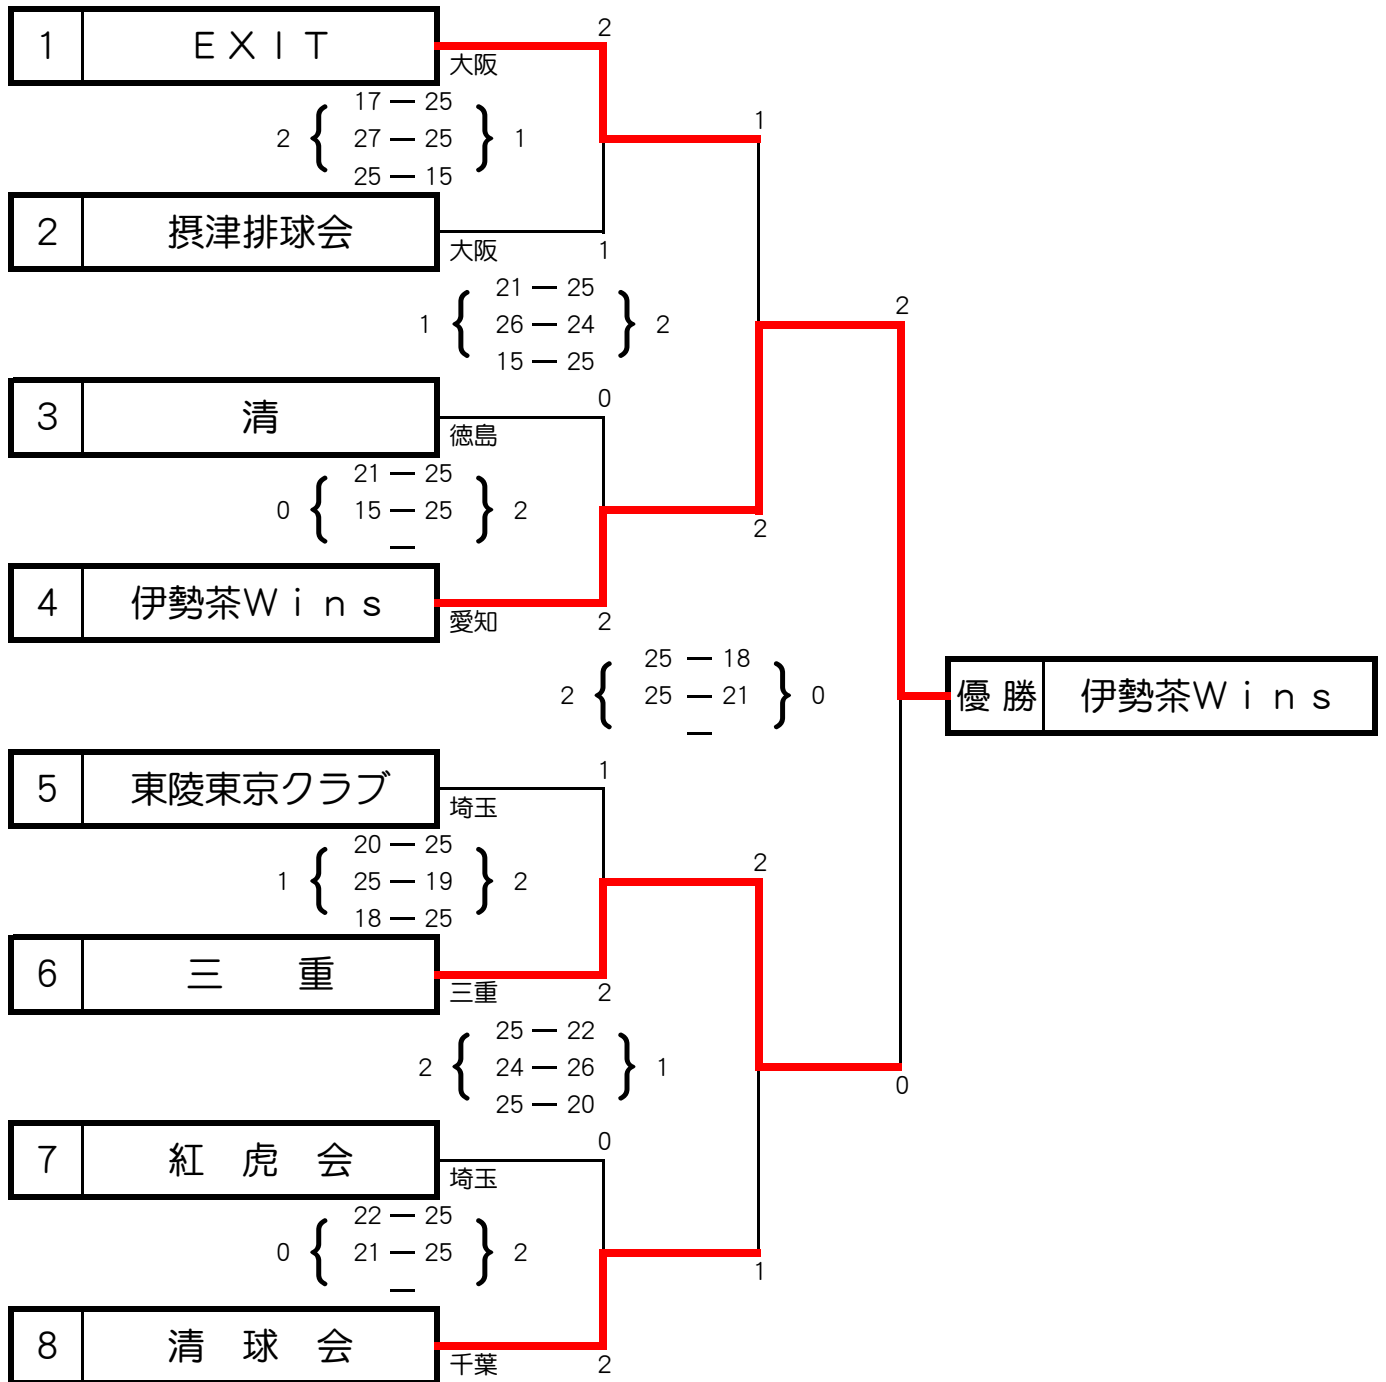 1 ＥＸＩＴ
2
大阪
17 — 25
1
2 { 27 — 25 } 1
25 — 15
2 摂津排球会
大阪
1
21 — 25
2
1 { 26 — 24 } 2
15 — 25
0
3 清
徳島
21 — 25
0 { 15 — 25 } 2
2
—
4 伊勢茶Ｗｉｎｓ
愛知
2
25 — 18
2 { 25 — 21 } 0
優 勝 伊勢茶Ｗｉｎｓ
—
1
5 東陵東京クラブ
埼玉
20 — 25
2
1 { 25 — 19 } 2
18 — 25
6 三　　重
三重
2
25 — 22
2 { 24 — 26 } 1
0
25 — 20
0
7 紅　虎　会
埼玉
22 — 25
0 { 21 — 25 } 2
1
—
8 清　球　会
千葉
2